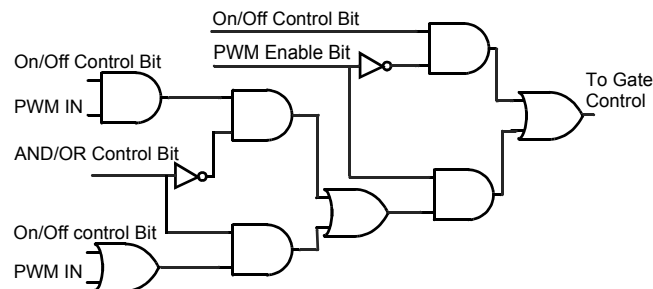 On/Off Control Bit
PWM Enable Bit
On/Off Control Bit
PWM IN
To Gate
Control
AND/OR Control Bit
On/Off control Bit
PWM IN